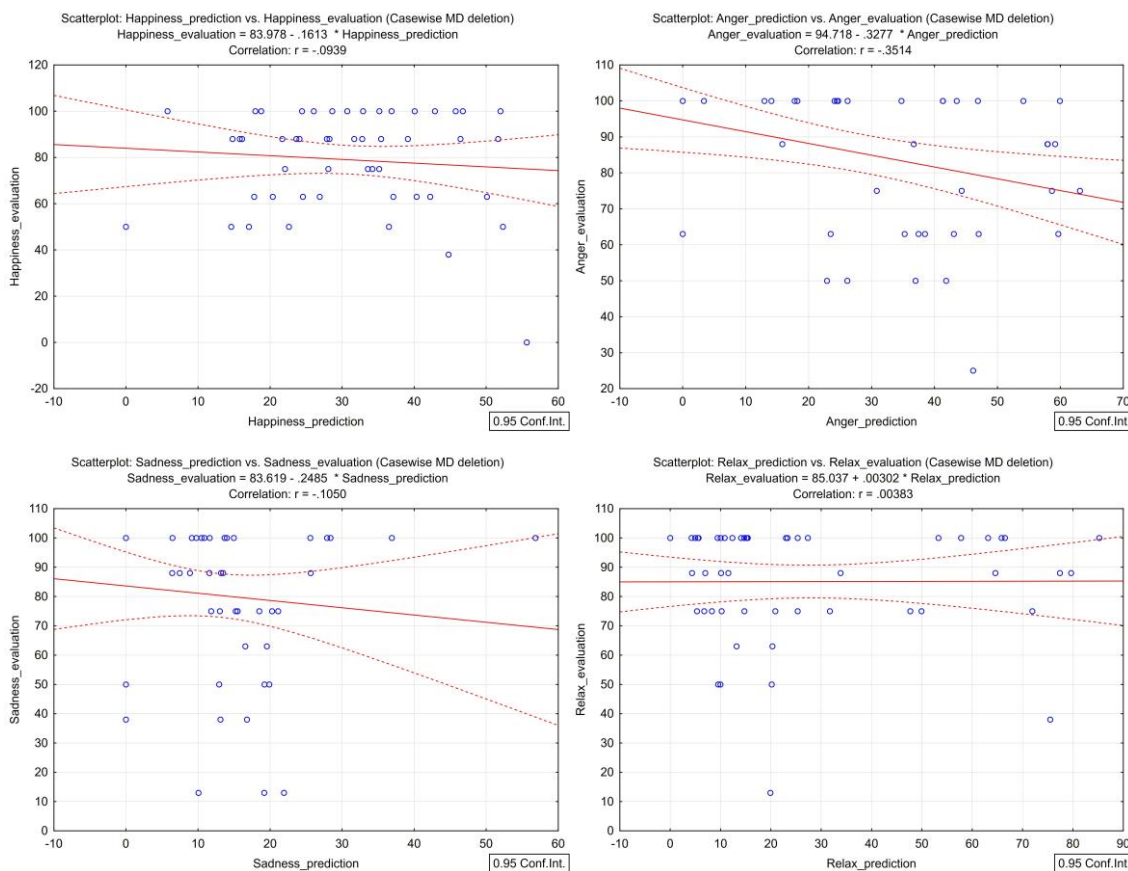 Scatterplot: Happiness_prediction vs. Happiness_evaluation (Casewise MD deletion)
Happiness_evaluation = 83.978 - .1613 * Happiness_prediction
Correlation: r = -.0939
120
100
80
60
40
20
0
-20
Happiness_evaluation
-10 0 10 20 30 40 50 60
Happiness_prediction
0.95 Conf.Int.
Scatterplot: Anger_prediction vs. Anger_evaluation (Casewise MD deletion)
Anger_evaluation = 94.718 - .3277 * Anger_prediction
Correlation: r = -.3514
110
100
90
80
70
60
50
40
30
20
Anger_evaluation
-10 0 10 20 30 40 50 60 70
Anger_prediction
0.95 Conf.Int.
Scatterplot: Sadness_prediction vs. Sadness_evaluation (Casewise MD deletion)
Sadness_evaluation = 83.619 - .2485 * Sadness_prediction
Correlation: r = -.1050
110
100
90
80
70
60
50
40
30
20
10
0
Sadness_evaluation
-10 0 10 20 30 40 50 60
Sadness_prediction
0.95 Conf.Int.
Scatterplot: Relax_prediction vs. Relax_evaluation (Casewise MD deletion)
Relax_evaluation = 85.037 + .00302 * Relax_prediction
Correlation: r = .00383
110
100
90
80
70
60
50
40
30
20
10
0
Relax_evaluation
-10 0 10 20 30 40 50 60 70 80 90
Relax_prediction
0.95 Conf.Int.